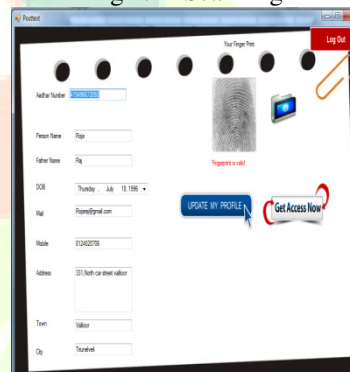 Posttest
Log Out
Your Finger Print
Aadhar Number
Person Name Roja
Father Name Raj
Fingerprint is valid
DOB Thursday , July 18, 1996
Mail Rojaraj@gmail.com
UPDATE MY PROFILE
Get Access Now
Mobile 8124020706
Address 331,North car street valloor
Town Valloor
City Tirunelveli